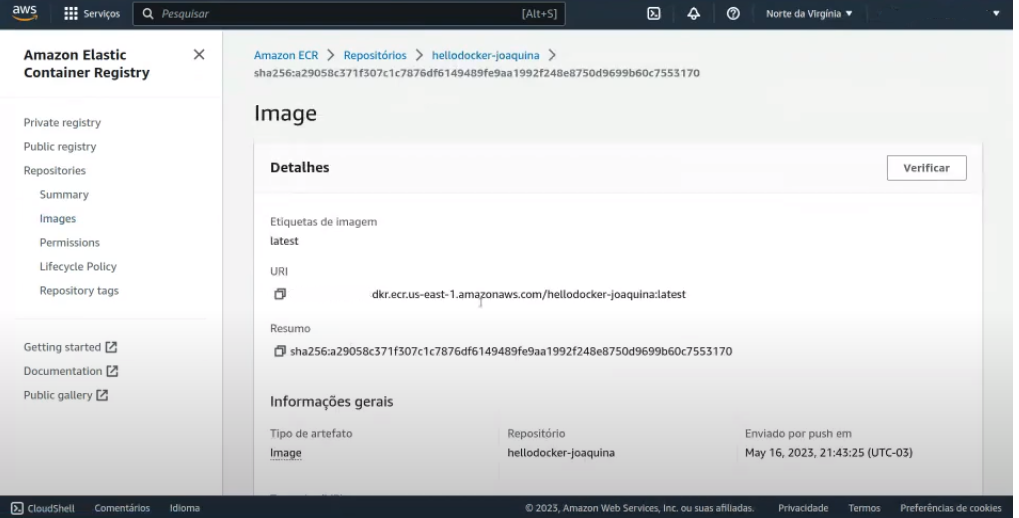 aws
Serviços
Pesquisar
[Alt+S]
Norte da Virgínia
Amazon Elastic
Container Registry
Private registry
Public registry
Repositories
Summary
Images
Permissions
Lifecycle Policy
Repository tags
Getting started
Documentation
Public gallery
Amazon ECR > Repositórios > hellodocker-joaquina >
sha256:a29058c371f307c1c7876df6149489fe9aa1992f248e8750d9699b60c7553170
Image
Detalhes
Verificar
Etiquetas de imagem
latest
URI
dkr.ecr.us-east-1.amazonaws.com/hellodocker-joaquina:latest
Resumo
sha256:a29058c371f307c1c7876df6149489fe9aa1992f248e8750d9699b60c7553170
Informações gerais
Tipo de artefato
Image
Repositório
hellodocker-joaquina
Enviado por push em
May 16, 2023, 21:43:25 (UTC-03)
CloudShell
Comentários
Idioma
© 2023, Amazon Web Services, Inc. ou suas afiliadas.
Privacidade
Termos
Preferências de cookies